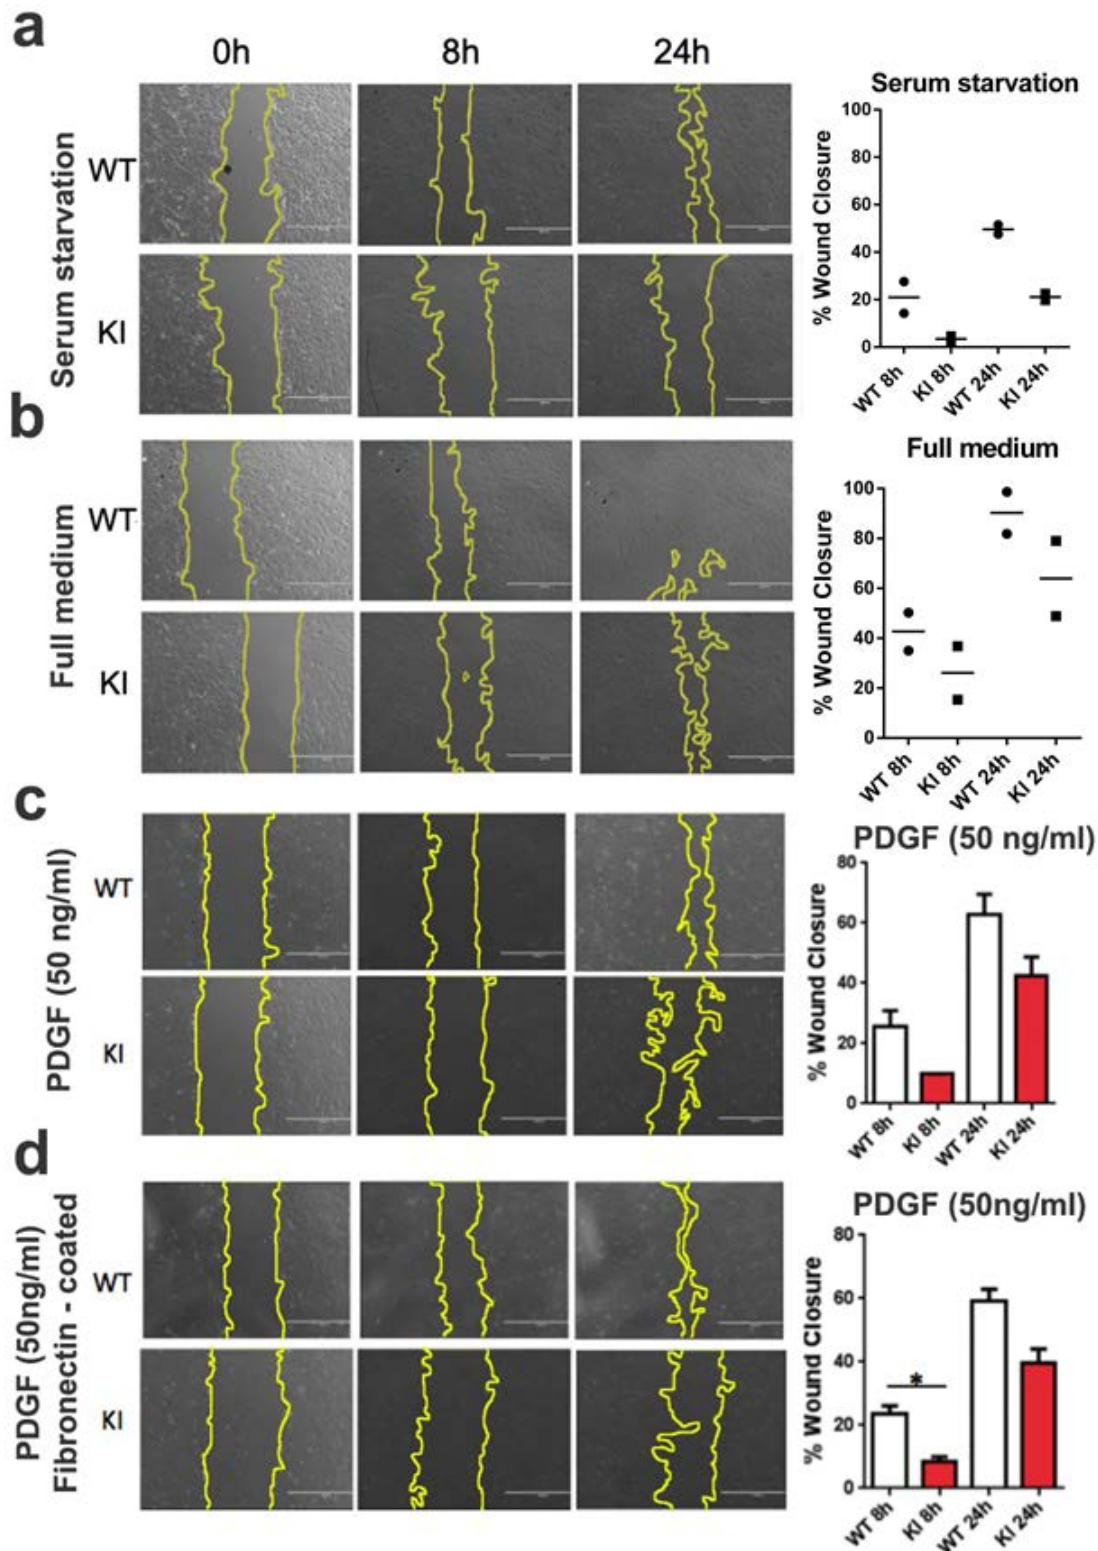 a
0h 8h 24h
Serum starvation
WT
KI
Serum starvation
% Wound Closure
100
80
60
40
20
0
WT 8h
KI 8h
WT 24h
KI 24h
b
Full medium
WT
KI
Full medium
% Wound Closure
100
80
60
40
20
0
WT 8h
KI 8h
WT 24h
KI 24h
c
PDGF (50 ng/ml)
WT
KI
PDGF (50 ng/ml)
% Wound Closure
80
60
40
20
0
WT 8h
KI 8h
WT 24h
KI 24h
d
PDGF (50ng/ml)
Fibronectin - coated
WT
KI
PDGF (50ng/ml)
% Wound Closure
80
60
40
20
0
*
WT 8h
KI 8h
WT 24h
KI 24h